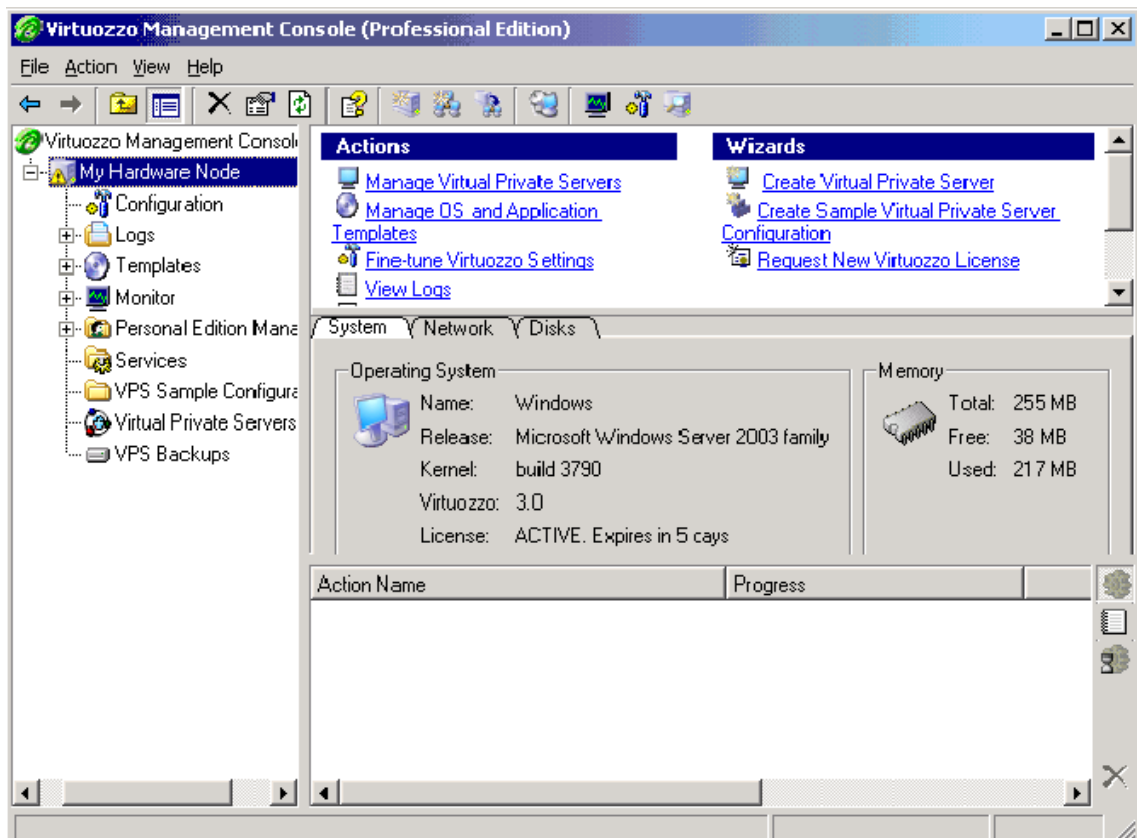 Virtuozzo Management Console (Professional Edition)
File Action View Help
Virtuozzo Management Consol
My Hardware Node
Configuration
Logs
Templates
Monitor
Personal Edition Mana
Services
VPS Sample Configura
Virtual Private Servers
VPS Backups
Actions
Manage Virtual Private Servers
Manage OS and Application
Templates
Fine-tune Virtuozzo Settings
View Logs
Wizards
Create Virtual Private Server
Create Sample Virtual Private Server
Configuration
Request New Virtuozzo License
System Network Disks
Operating System
Name: Windows
Release: Microsoft Windows Server 2003 family
Kernel: build 3790
Virtuozzo: 3.0
License: ACTIVE. Expires in 5 cays
Memory
Total: 255 MB
Free: 38 MB
Used: 217 MB
Action Name Progress